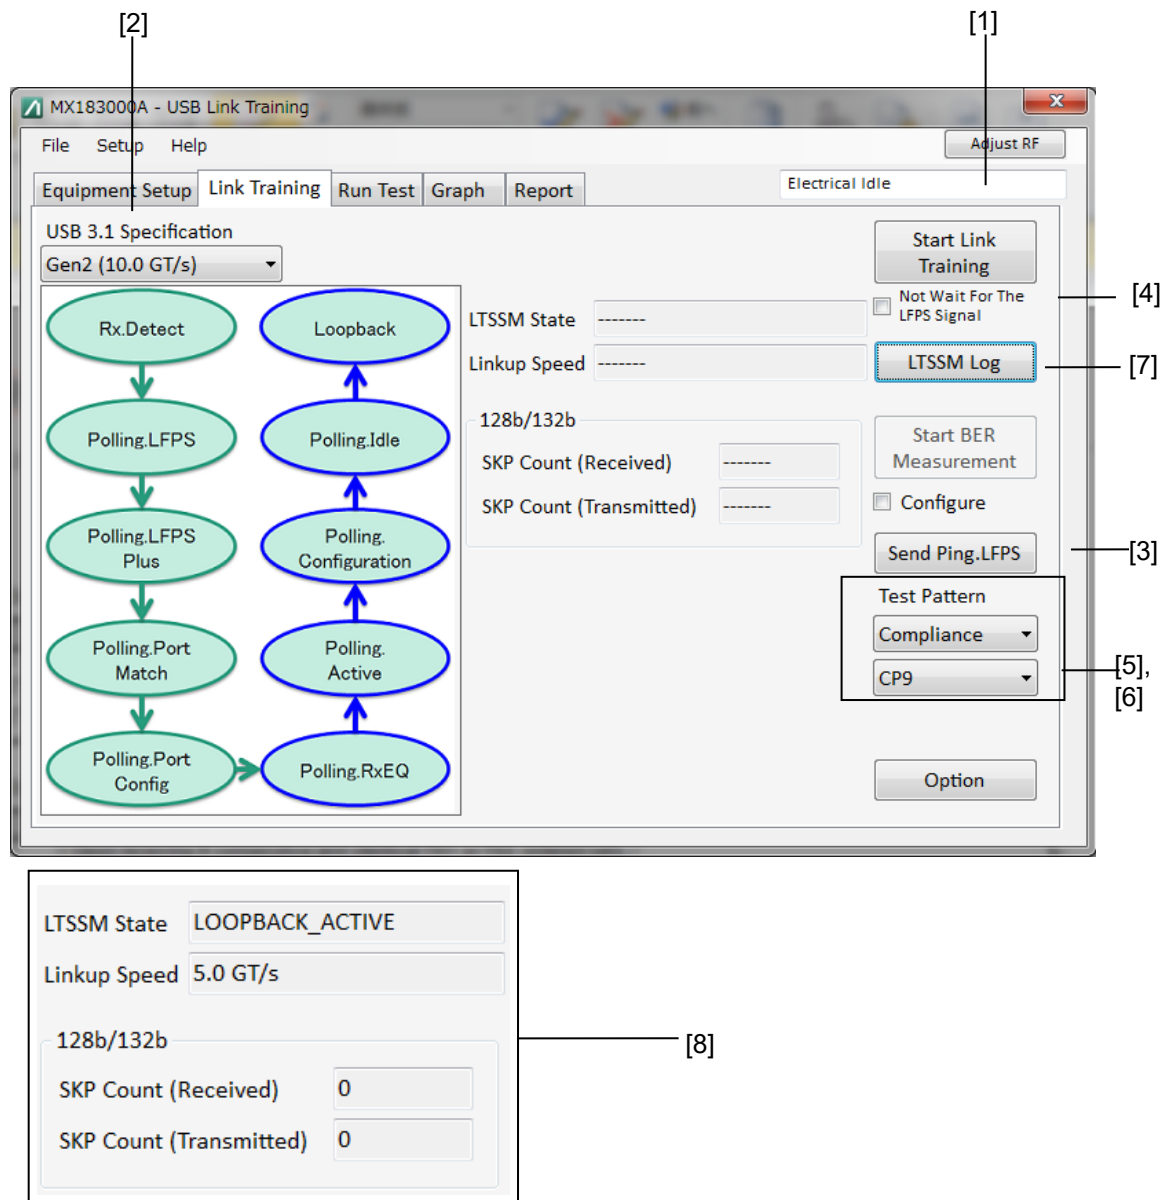 [2]
[1]
MX183000A - USB Link Training
File Setup Help
Adjust RF
Equipment Setup Link Training Run Test Graph Report
Electrical Idle
USB 3.1 Specification
Gen2 (10.0 GT/s)
Start Link
Training
Not Wait For The
LFPS Signal
[4]
Rx.Detect
Loopback
LTSSM State -------
Linkup Speed -------
LTSSM Log
[7]
Polling.LFPS
Polling.Idle
128b/132b
SKP Count (Received) -------
SKP Count (Transmitted) -------
Start BER
Measurement
Configure
Polling.LFPS
Plus
Polling.
Configuration
Send Ping.LFPS
[3]
Test Pattern
Compliance
CP9
[5],
[6]
Polling.Port
Match
Polling.
Active
Polling.Port
Config
Polling.RxEQ
Option
LTSSM State LOOPBACK_ACTIVE
Linkup Speed 5.0 GT/s
128b/132b
SKP Count (Received) 0
SKP Count (Transmitted) 0
[8]